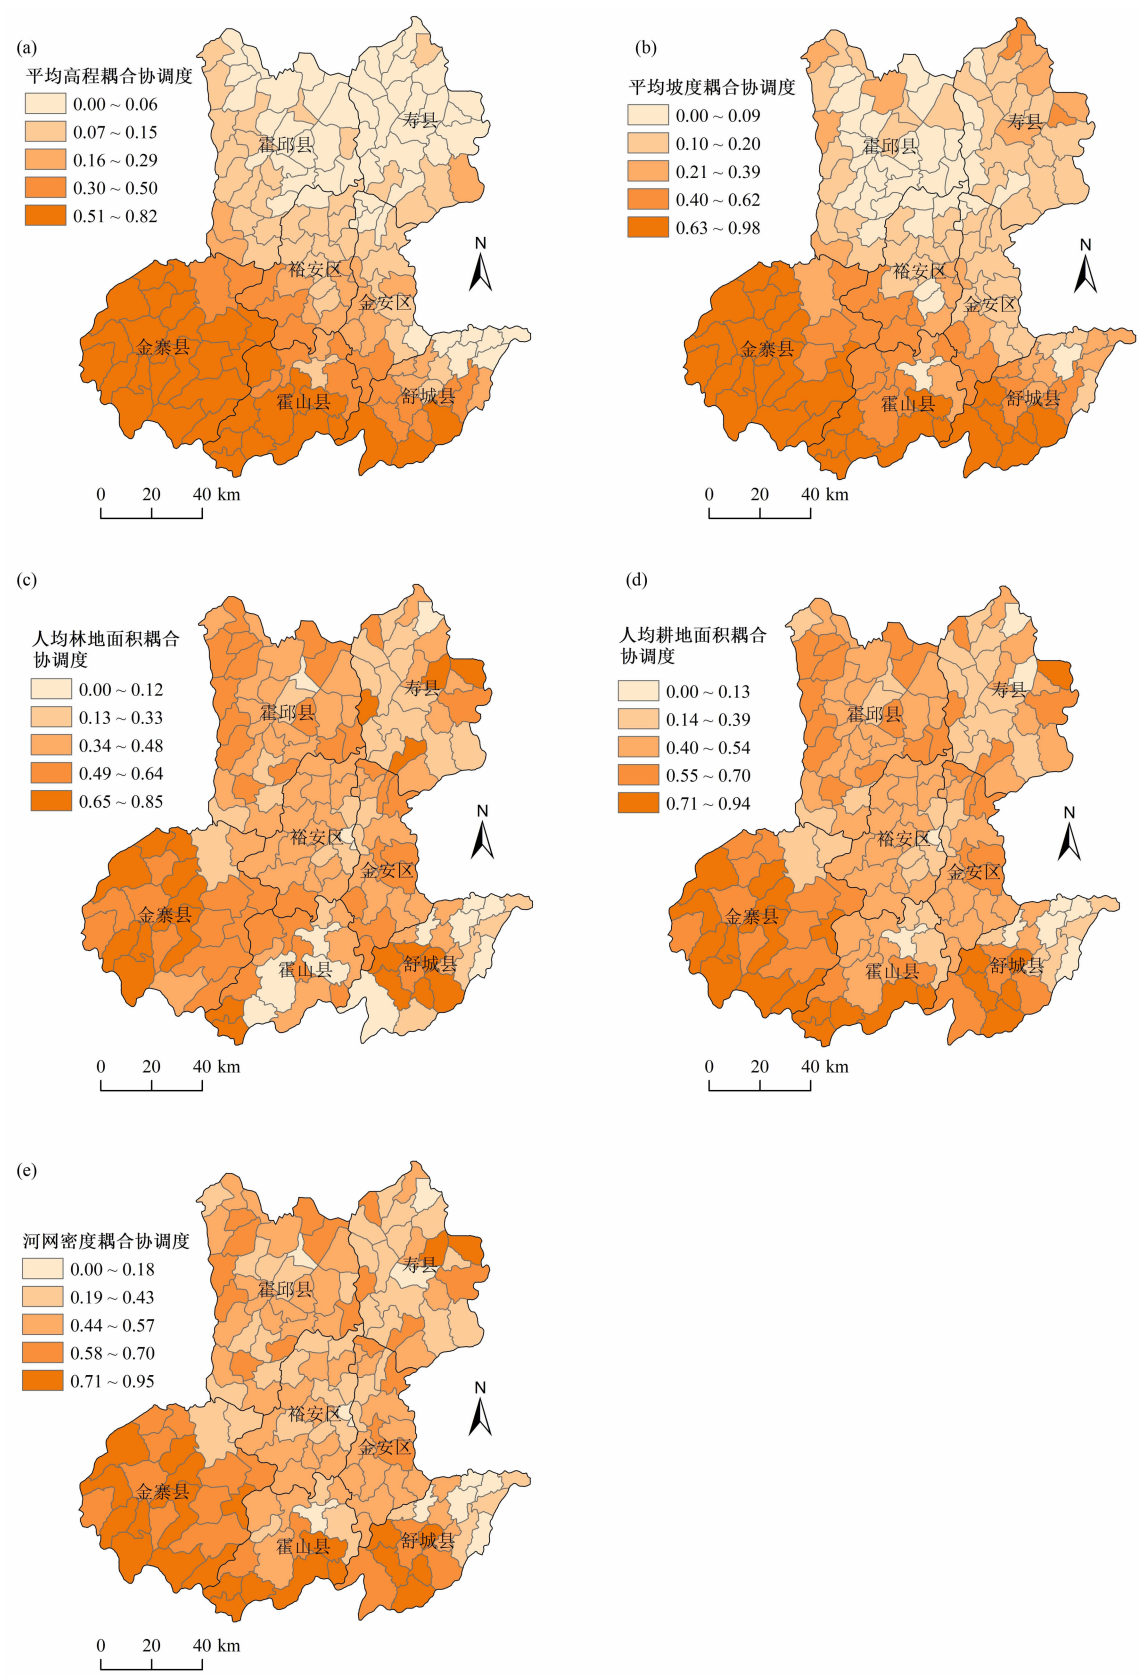 (a)
平均高程耦合协调度
0.00 ~ 0.06
0.07 ~ 0.15
0.16 ~ 0.29
0.30 ~ 0.50
0.51 ~ 0.82
寿县
霍邱县
裕安区
金安区
金寨县
霍山县
舒城县
N
0 20 40 km
(b)
平均坡度耦合协调度
0.00 ~ 0.09
0.10 ~ 0.20
0.21 ~ 0.39
0.40 ~ 0.62
0.63 ~ 0.98
寿县
霍邱县
裕安区
金安区
金寨县
霍山县
舒城县
N
0 20 40 km
(c)
人均林地面积耦合
协调度
0.00 ~ 0.12
0.13 ~ 0.33
0.34 ~ 0.48
0.49 ~ 0.64
0.65 ~ 0.85
寿县
霍邱县
裕安区
金安区
金寨县
霍山县
舒城县
N
0 20 40 km
(d)
人均耕地面积耦合
协调度
0.00 ~ 0.13
0.14 ~ 0.39
0.40 ~ 0.54
0.55 ~ 0.70
0.71 ~ 0.94
寿县
霍邱县
裕安区
金安区
金寨县
霍山县
舒城县
N
0 20 40 km
(e)
河网密度耦合协调度
0.00 ~ 0.18
0.19 ~ 0.43
0.44 ~ 0.57
0.58 ~ 0.70
0.71 ~ 0.95
寿县
霍邱县
裕安区
金安区
金寨县
霍山县
舒城县
N
0 20 40 km